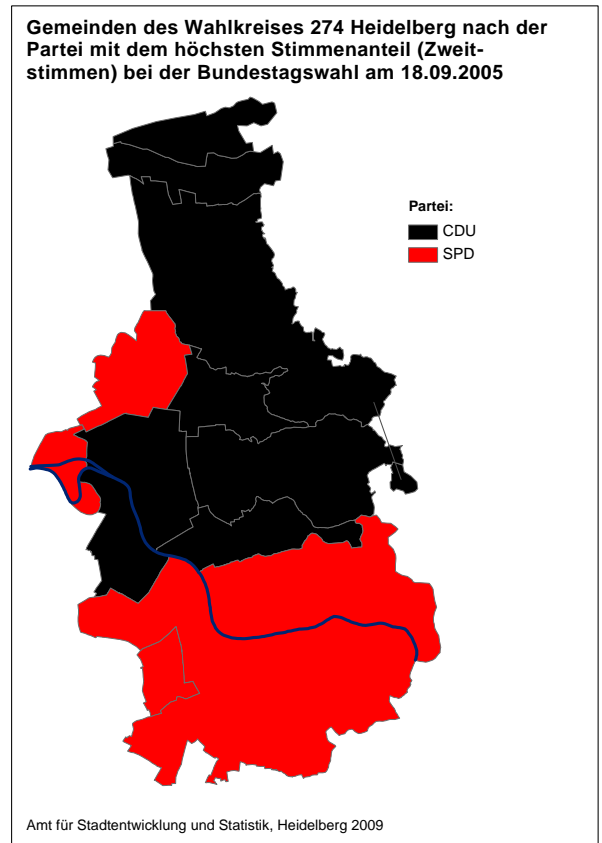 Gemeinden des Wahlkreises 274 Heidelberg nach der
Partei mit dem höchsten Stimmenanteil (Zweit-
stimmen) bei der Bundestagswahl am 18.09.2005
Partei:
CDU
SPD
Amt für Stadtentwicklung und Statistik, Heidelberg 2009